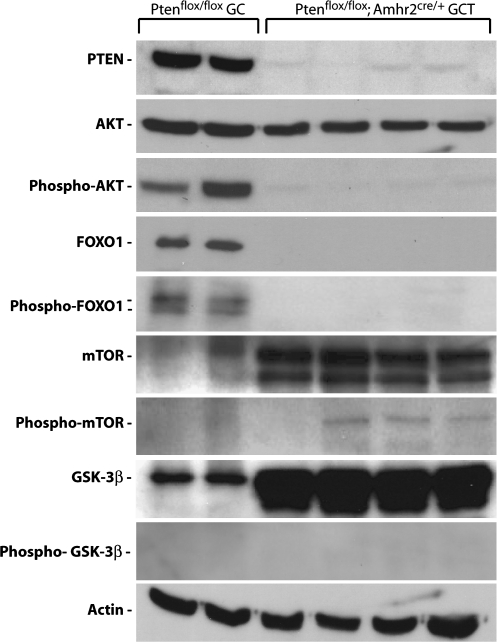 Pten^flox/flox GC Pten^flox/flox; Amhr2^cre/+ GCT
PTEN -
AKT -
Phospho-AKT -
FOXO1 -
Phospho-FOXO1 -
mTOR -
Phospho-mTOR -
GSK-3β -
Phospho- GSK-3β -
Actin -